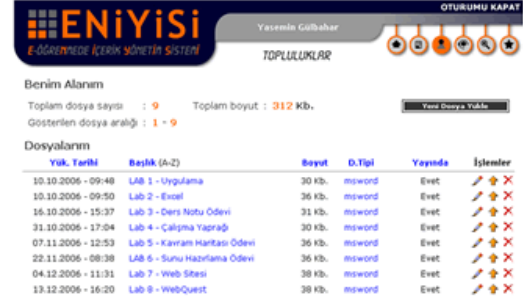 OTURUMU KAPAT
ENİYİSİ
E-ÖĞRENMEDE İÇERİK YÖNETİM SİSTEMİ
Yasemin Gülbahar
TOPLULUKLAR
Benim Alanım
Toplam dosya sayısı : 9 Toplam boyut : 312 Kb.
Yeni Dosya Yükle
Gösterilen dosya aralığı : 1 - 9
Dosyalarım
Yük. Tarihi Başlık (A-Z) Boyut D.Tipi Yayında İşlemler
10.10.2006 - 09:48 LAB 1 - Uygulama 30 Kb. msword Evet
10.10.2006 - 09:50 Lab 2 - Excel 36 Kb. msword Evet
16.10.2006 - 15:37 Lab 3 - Ders Notu Ödevi 31 Kb. msword Evet
31.10.2006 - 17:04 Lab 4 - Çalışma Yaprağı 30 Kb. msword Evet
07.11.2006 - 12:53 Lab 5 - Kavram Haritası Ödevi 36 Kb. msword Evet
22.11.2006 - 08:38 LAB 6 - Sunu Hazırlama Ödevi 36 Kb. msword Evet
04.12.2006 - 11:31 Lab 7 - Web Sitesi 38 Kb. msword Evet
13.12.2006 - 16:20 Lab 8 - WebQuest 38 Kb. msword Evet